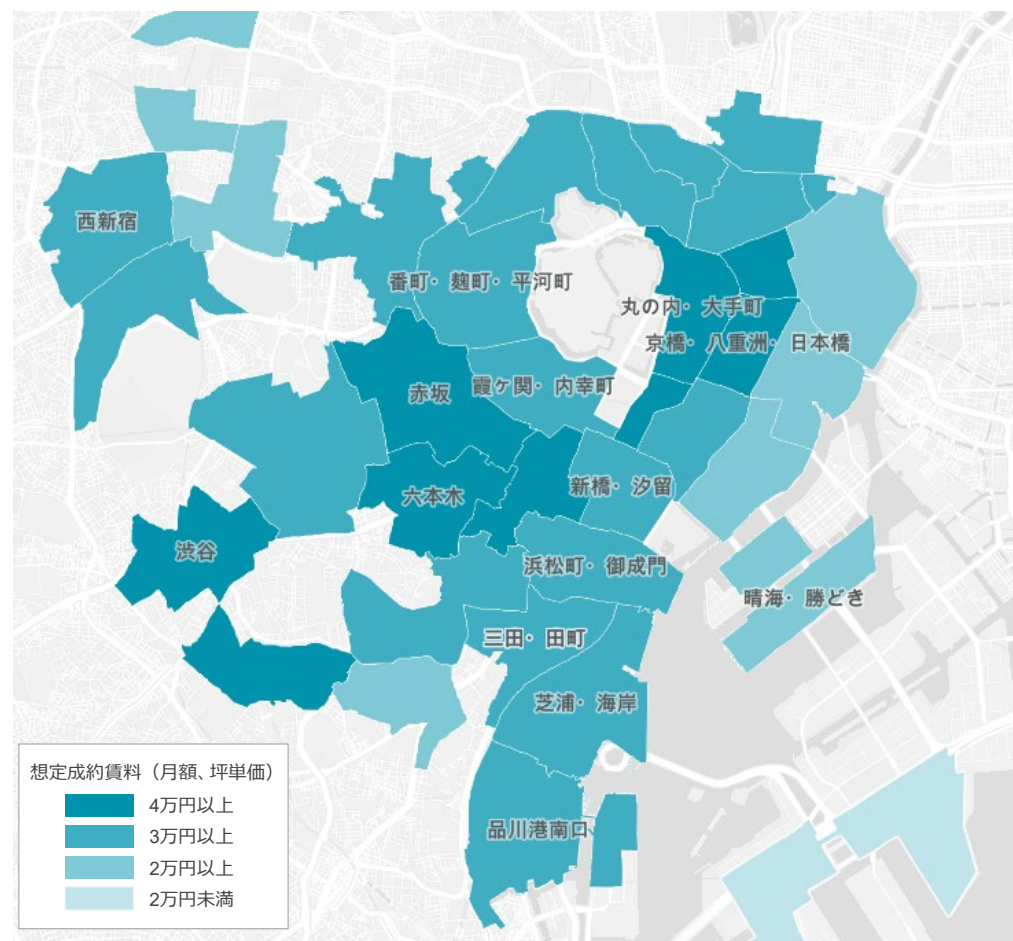 西新宿
番町・麹町・平河町
丸の内・大手町
京橋・八重洲・日本橋
赤坂
霞ケ関・内幸町
六本木
新橋・汐留
渋谷
浜松町・御成門
晴海・勝どき
三田・田町
芝浦・海岸
品川港南口
想定成約賃料（月額、坪単価）
4万円以上
3万円以上
2万円以上
2万円未満